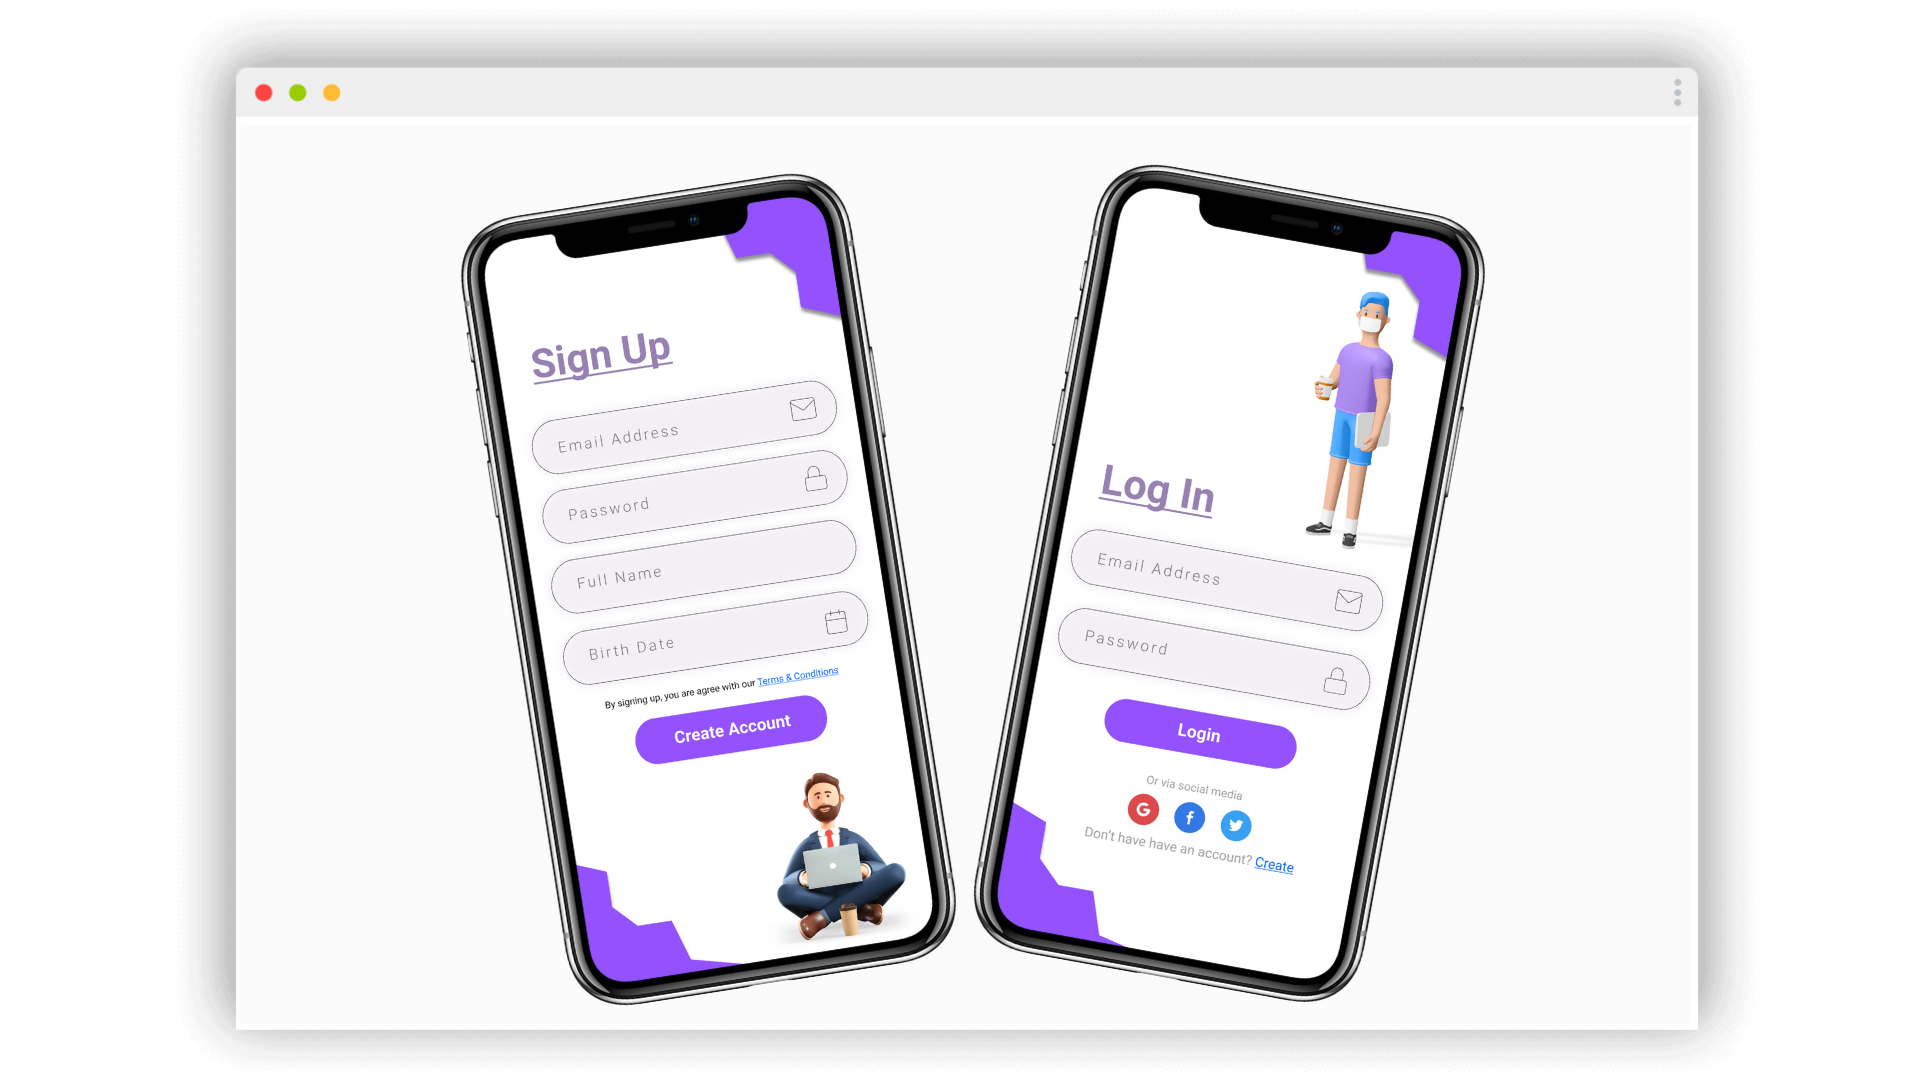 Sign Up
Email Address
Password
Full Name
Birth Date
By signing up, you are agree with our Terms & Conditions
Create Account
Log In
Email Address
Password
Login
Or via social media
G f
Don't have have an account? Create